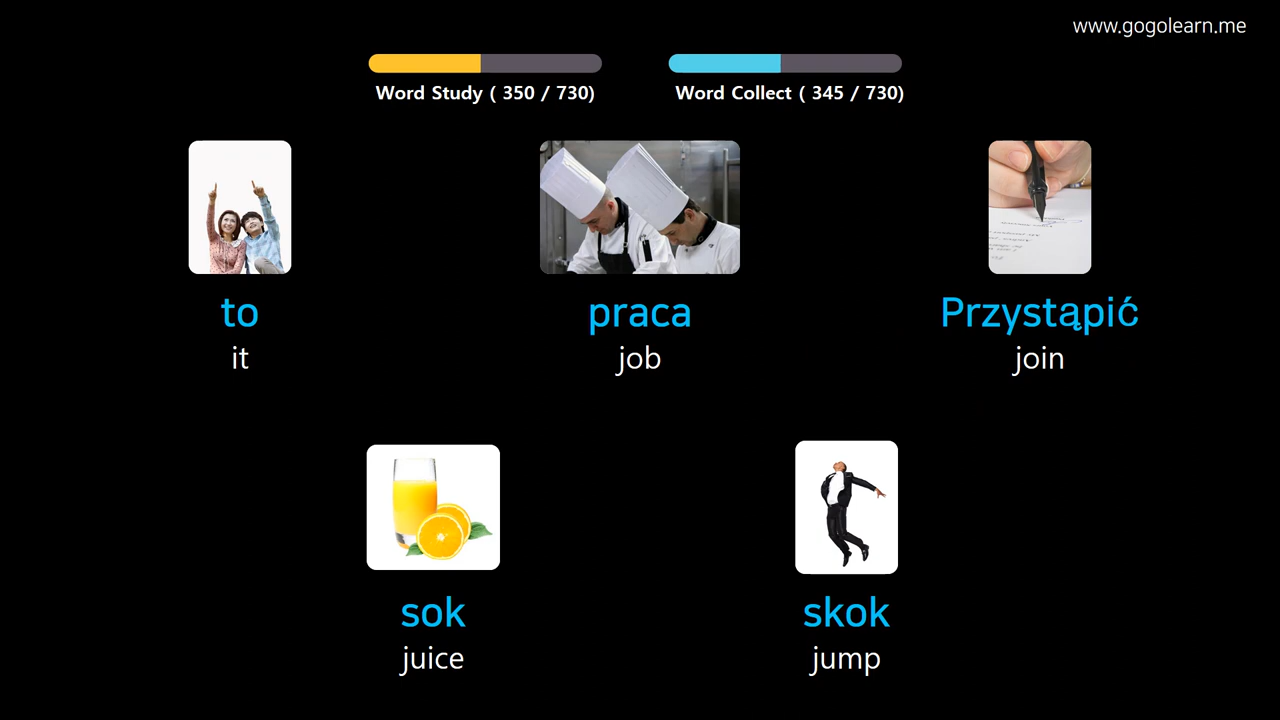 www.gogolearn.me
Word Study ( 350 / 730)
Word Collect ( 345 / 730)
to
it
praca
job
Przystąpić
join
sok
juice
skok
jump